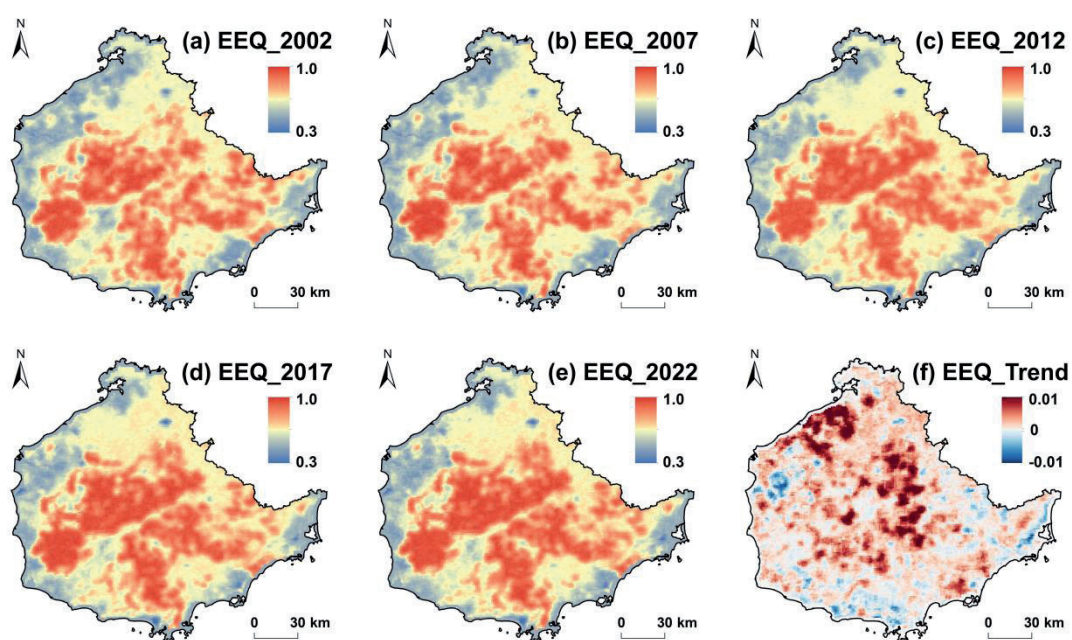 N
(a) EEQ_2002
1.0
0.3
0 30 km
N
(b) EEQ_2007
1.0
0.3
0 30 km
N
(c) EEQ_2012
1.0
0.3
0 30 km
N
(d) EEQ_2017
1.0
0.3
0 30 km
N
(e) EEQ_2022
1.0
0.3
0 30 km
N
(f) EEQ_Trend
0.01
0
-0.01
0 30 km